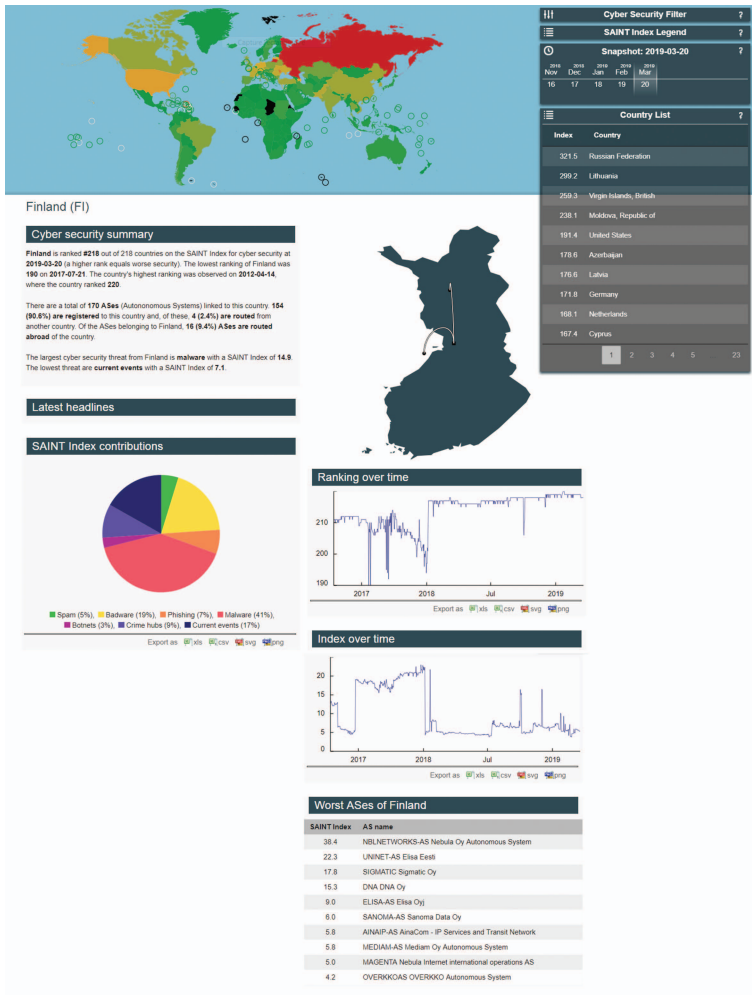 Cyber Security Filter ?
SAINT Index Legend ?
Snapshot: 2019-03-20 ?
2018 2018 2019 2019 2019
Nov Dec Jan Feb Mar
16 17 18 19 20
Country List ?
Index Country
321.5 Russian Federation
299.2 Lithuania
259.3 Virgin Islands, British
238.1 Moldova, Republic of
191.4 United States
178.6 Azerbaijan
176.6 Latvia
171.8 Germany
168.1 Netherlands
167.4 Cyprus
1 2 3 4 5 ... 23
Finland (FI)
Cyber security summary
Finland is ranked #218 out of 218 countries on the SAINT Index for cyber security at
2019-03-20 (a higher rank equals worse security). The lowest ranking of Finland was
190 on 2017-07-21. The country's highest ranking was observed on 2012-04-14,
where the country ranked 220.
There are a total of 170 ASes (Autononomous Systems) linked to this country. 154
(90.6%) are registered to this country and, of these, 4 (2.4%) are routed from
another country. Of the ASes belonging to Finland, 16 (9.4%) ASes are routed
abroad of the country.
The largest cyber security threat from Finland is malware with a SAINT Index of 14.9.
The lowest threat are current events with a SAINT Index of 7.1.
Latest headlines
SAINT Index contributions
Spam (5%), Badware (19%), Phishing (7%), Malware (41%),
Botnets (3%), Crime hubs (9%), Current events (17%)
Export as xls csv svg png
Ranking over time
210
200
190
2017 2018 Jul 2019
Export as xls csv svg png
Index over time
20
15
10
5
0
2017 2018 Jul 2019
Export as xls csv svg png
Worst ASes of Finland
SAINT Index AS name
38.4 NBLNETWORKS-AS Nebula Oy Autonomous System
22.3 UNINET-AS Elisa Eesti
17.8 SIGMATIC Sigmatic Oy
15.3 DNA DNA Oy
9.0 ELISA-AS Elisa Oyj
6.0 SANOMA-AS Sanoma Data Oy
5.8 AINAIP-AS AinaCom - IP Services and Transit Network
5.8 MEDIAM-AS Mediam Oy Autonomous System
5.0 MAGENTA Nebula Internet international operations AS
4.2 OVERKKOAS OVERKKO Autonomous System